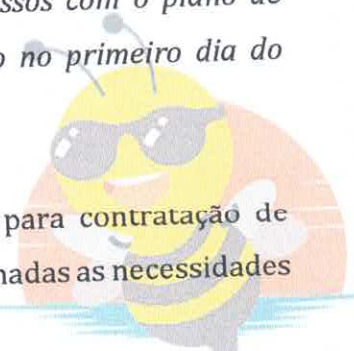 ssos com o plano de
o no primeiro dia do
para contratação de
nadas as necessidades